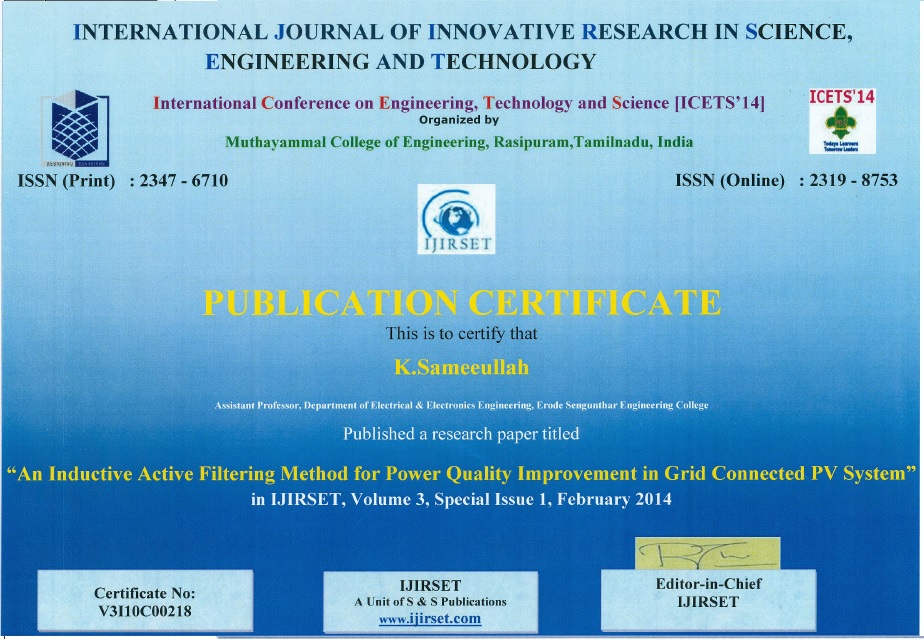 INTERNATIONAL JOURNAL OF INNOVATIVE RESEARCH IN SCIENCE,
ENGINEERING AND TECHNOLOGY
International Conference on Engineering, Technology and Science [ICETS’14]
Organized by
Muthayammal College of Engineering, Rasipuram,Tamilnadu, India
ICETS'14
Todays Learners
Tomorrow Leaders
ISSN (Print) : 2347 - 6710
ISSN (Online) : 2319 - 8753
IJIRSET
PUBLICATION CERTIFICATE
This is to certify that
K.Sameeullah
Assistant Professor, Department of Electrical & Electronics Engineering, Erode Sengunthar Engineering College
Published a research paper titled
“An Inductive Active Filtering Method for Power Quality Improvement in Grid Connected PV System”
in IJIRSET, Volume 3, Special Issue 1, February 2014
Certificate No:
V3I10C00218
IJIRSET
A Unit of S & S Publications
www.ijirset.com
Editor-in-Chief
IJIRSET